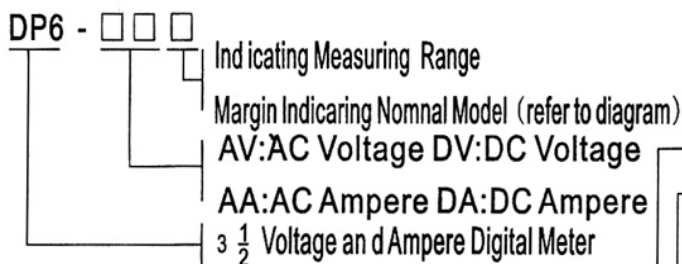 DP6 - □□ □
Ind icating Measuring Range
Margin Indicaring Nomnal Model (refer to diagram)
AV:AC Voltage DV:DC Voltage
AA:AC Ampere DA:DC Ampere
3 1/2 Voltage an d Ampere Digital Meter